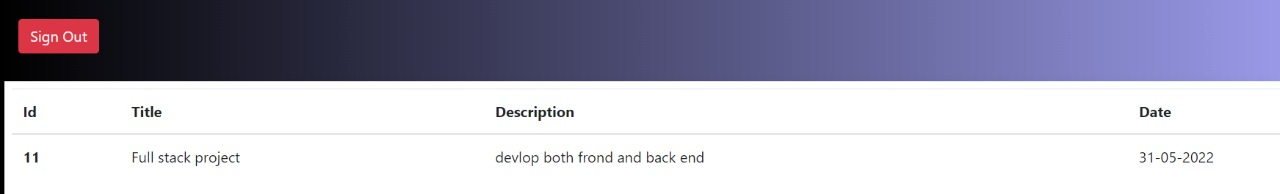 Sign Out
Id Title Description Date
11 Full stack project devlop both frond and back end 31-05-2022